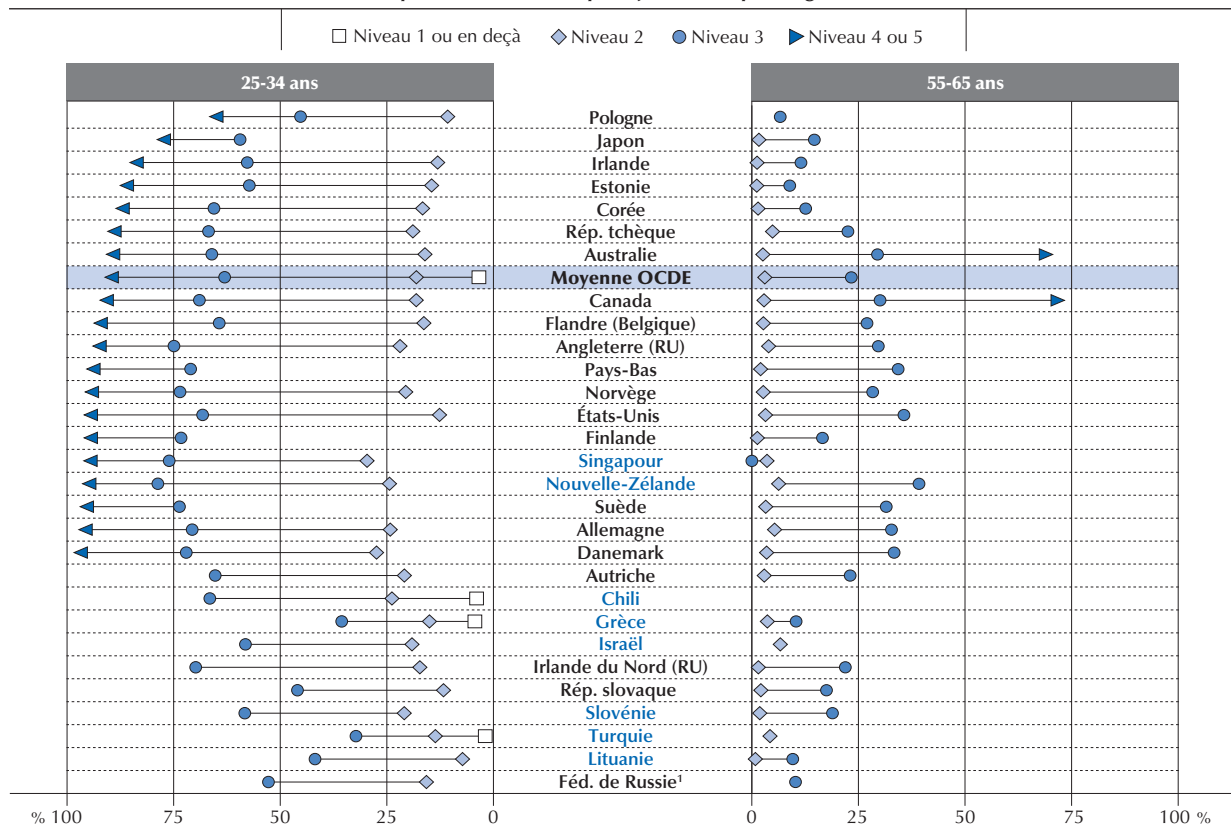 Niveau 1 ou en deçà Niveau 2 Niveau 3 Niveau 4 ou 5
25-34 ans 55-65 ans
Pologne
Japon
Irlande
Estonie
Corée
Rép. tchèque
Australie
Moyenne OCDE
Canada
Flandre (Belgique)
Angleterre (RU)
Pays-Bas
Norvège
États-Unis
Finlande
Singapour
Nouvelle-Zélande
Suède
Allemagne
Danemark
Autriche
Chili
Grèce
Israël
Irlande du Nord (RU)
Rép. slovaque
Slovénie
Turquie
Lituanie
Féd. de Russie¹
% 100 75 50 25 0 0 25 50 75 100 %